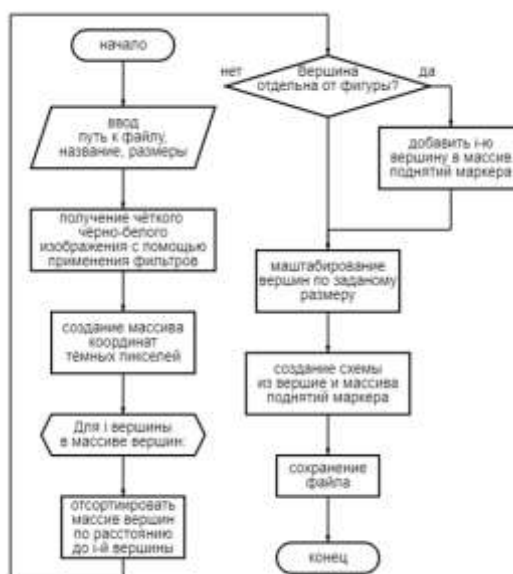 начало
ввод
путь к файлу,
название, размеры
получение чёткого
чёрно-белого
изображения с помощью
применения фильтров
создание массива
координат
тёмных пикселей
Для i вершины
в массиве вершин:
отсортировать
массив вершин
по расстоянию
до i-й вершины
нет
Вершина
отдельна от фигуры?
да
добавить i-ю
вершину в массив
поднятий маркера
маштабирование
вершин по заданому
размеру
создание схемы
из вершие и массива
поднятий маркера
сохранение
файла
конец